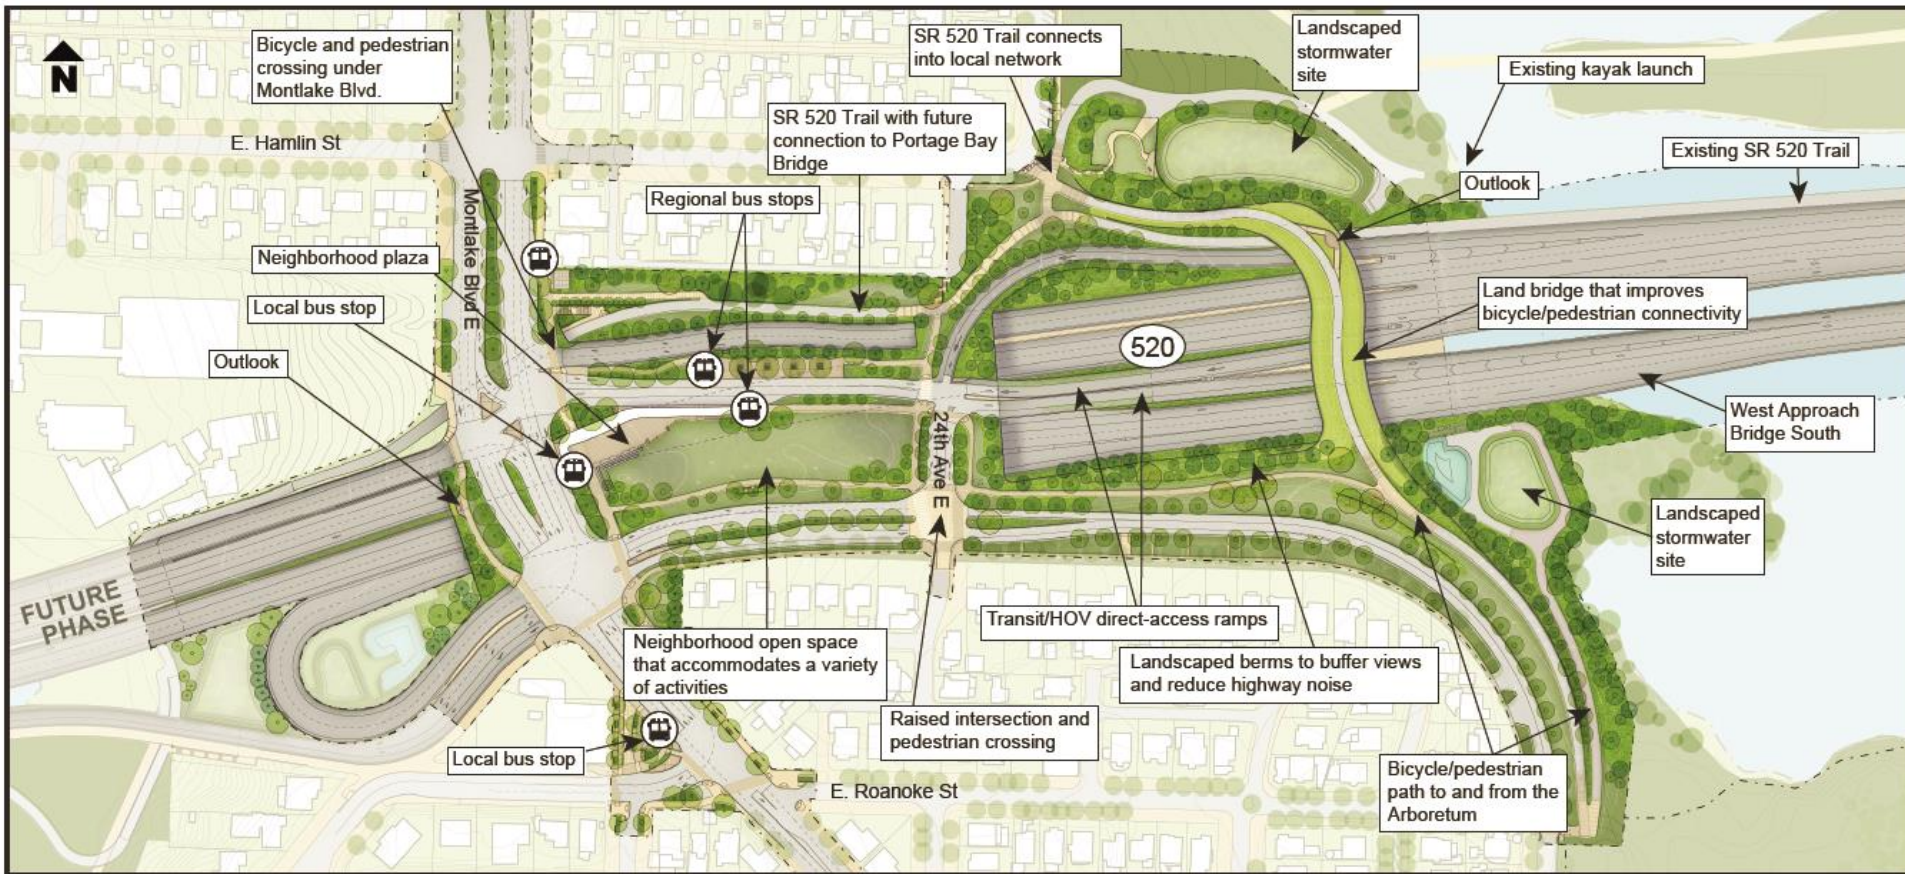 N
Bicycle and pedestrian
crossing under
Montlake Blvd.
E. Hamlin St
Neighborhood plaza
Local bus stop
Outlook
Montlake Blvd E
Regional bus stops
SR 520 Trail with future
connection to Portage Bay
Bridge
SR 520 Trail connects
into local network
Landscaped
stormwater
site
Existing kayak launch
Existing SR 520 Trail
Outlook
Land bridge that improves
bicycle/pedestrian connectivity
520
24th Ave E
West Approach
Bridge South
Landscaped
stormwater
site
FUTURE
PHASE
Neighborhood open space
that accommodates a variety
of activities
Transit/HOV direct-access ramps
Landscaped berms to buffer views
and reduce highway noise
Raised intersection and
pedestrian crossing
Local bus stop
E. Roanoke St
Bicycle/pedestrian
path to and from the
Arboretum